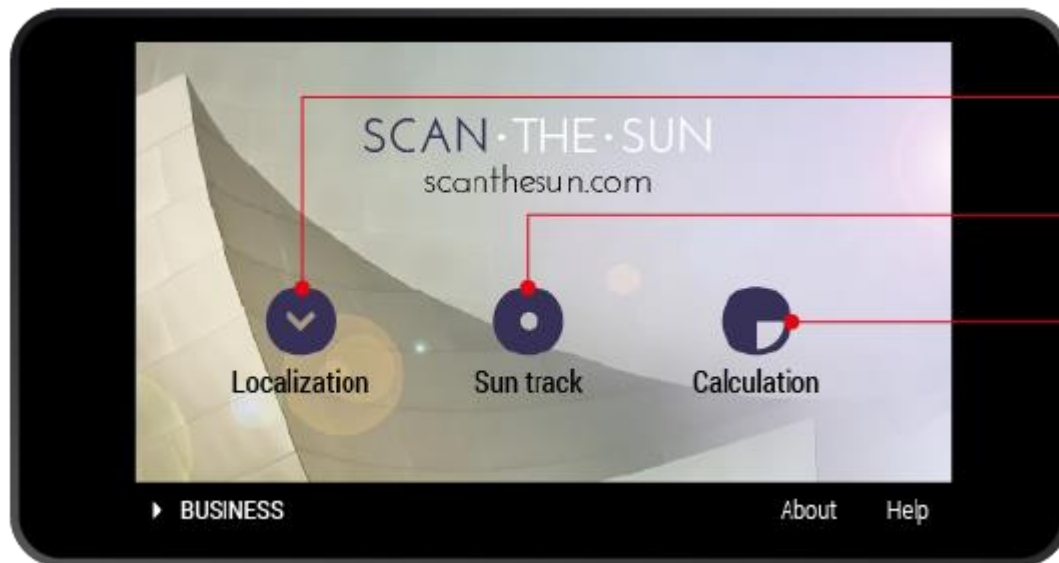 SCAN·THE·SUN
scanthesun.com
Localization Sun track Calculation
BUSINESS About Help